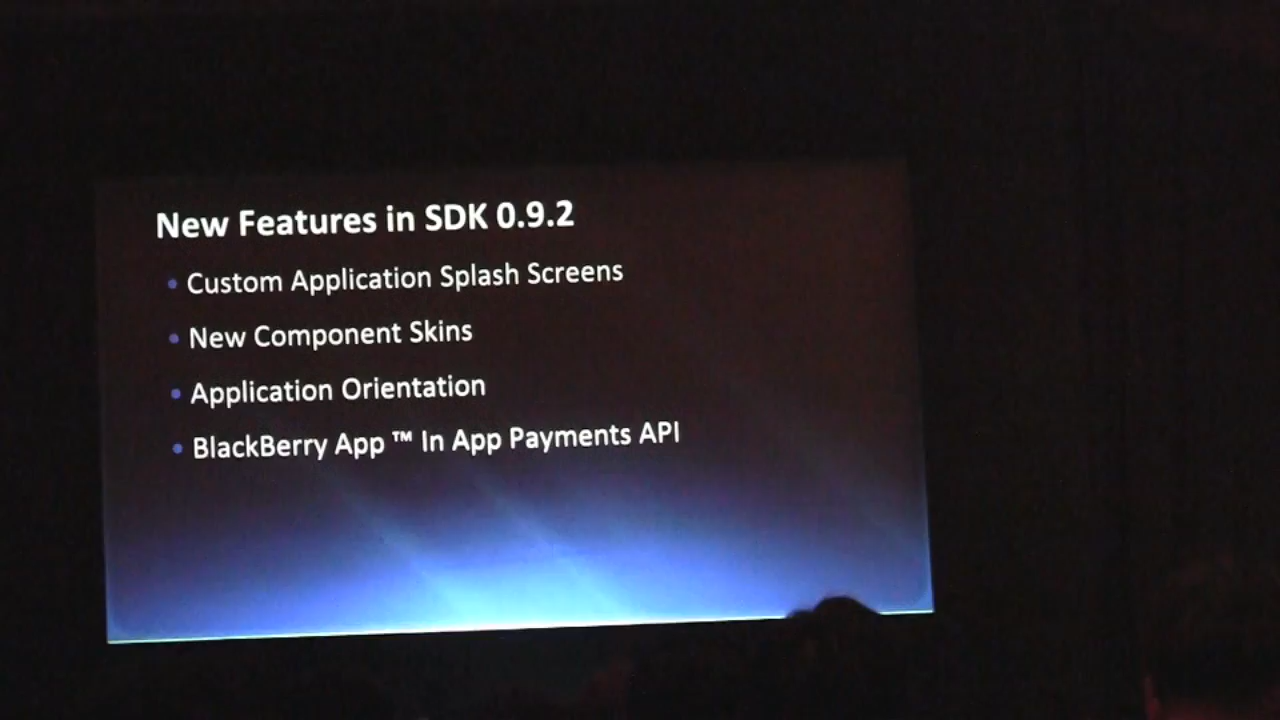 New Features in SDK 0.9.2
• Custom Application Splash Screens
• New Component Skins
• Application Orientation
• BlackBerry App ™ In App Payments API